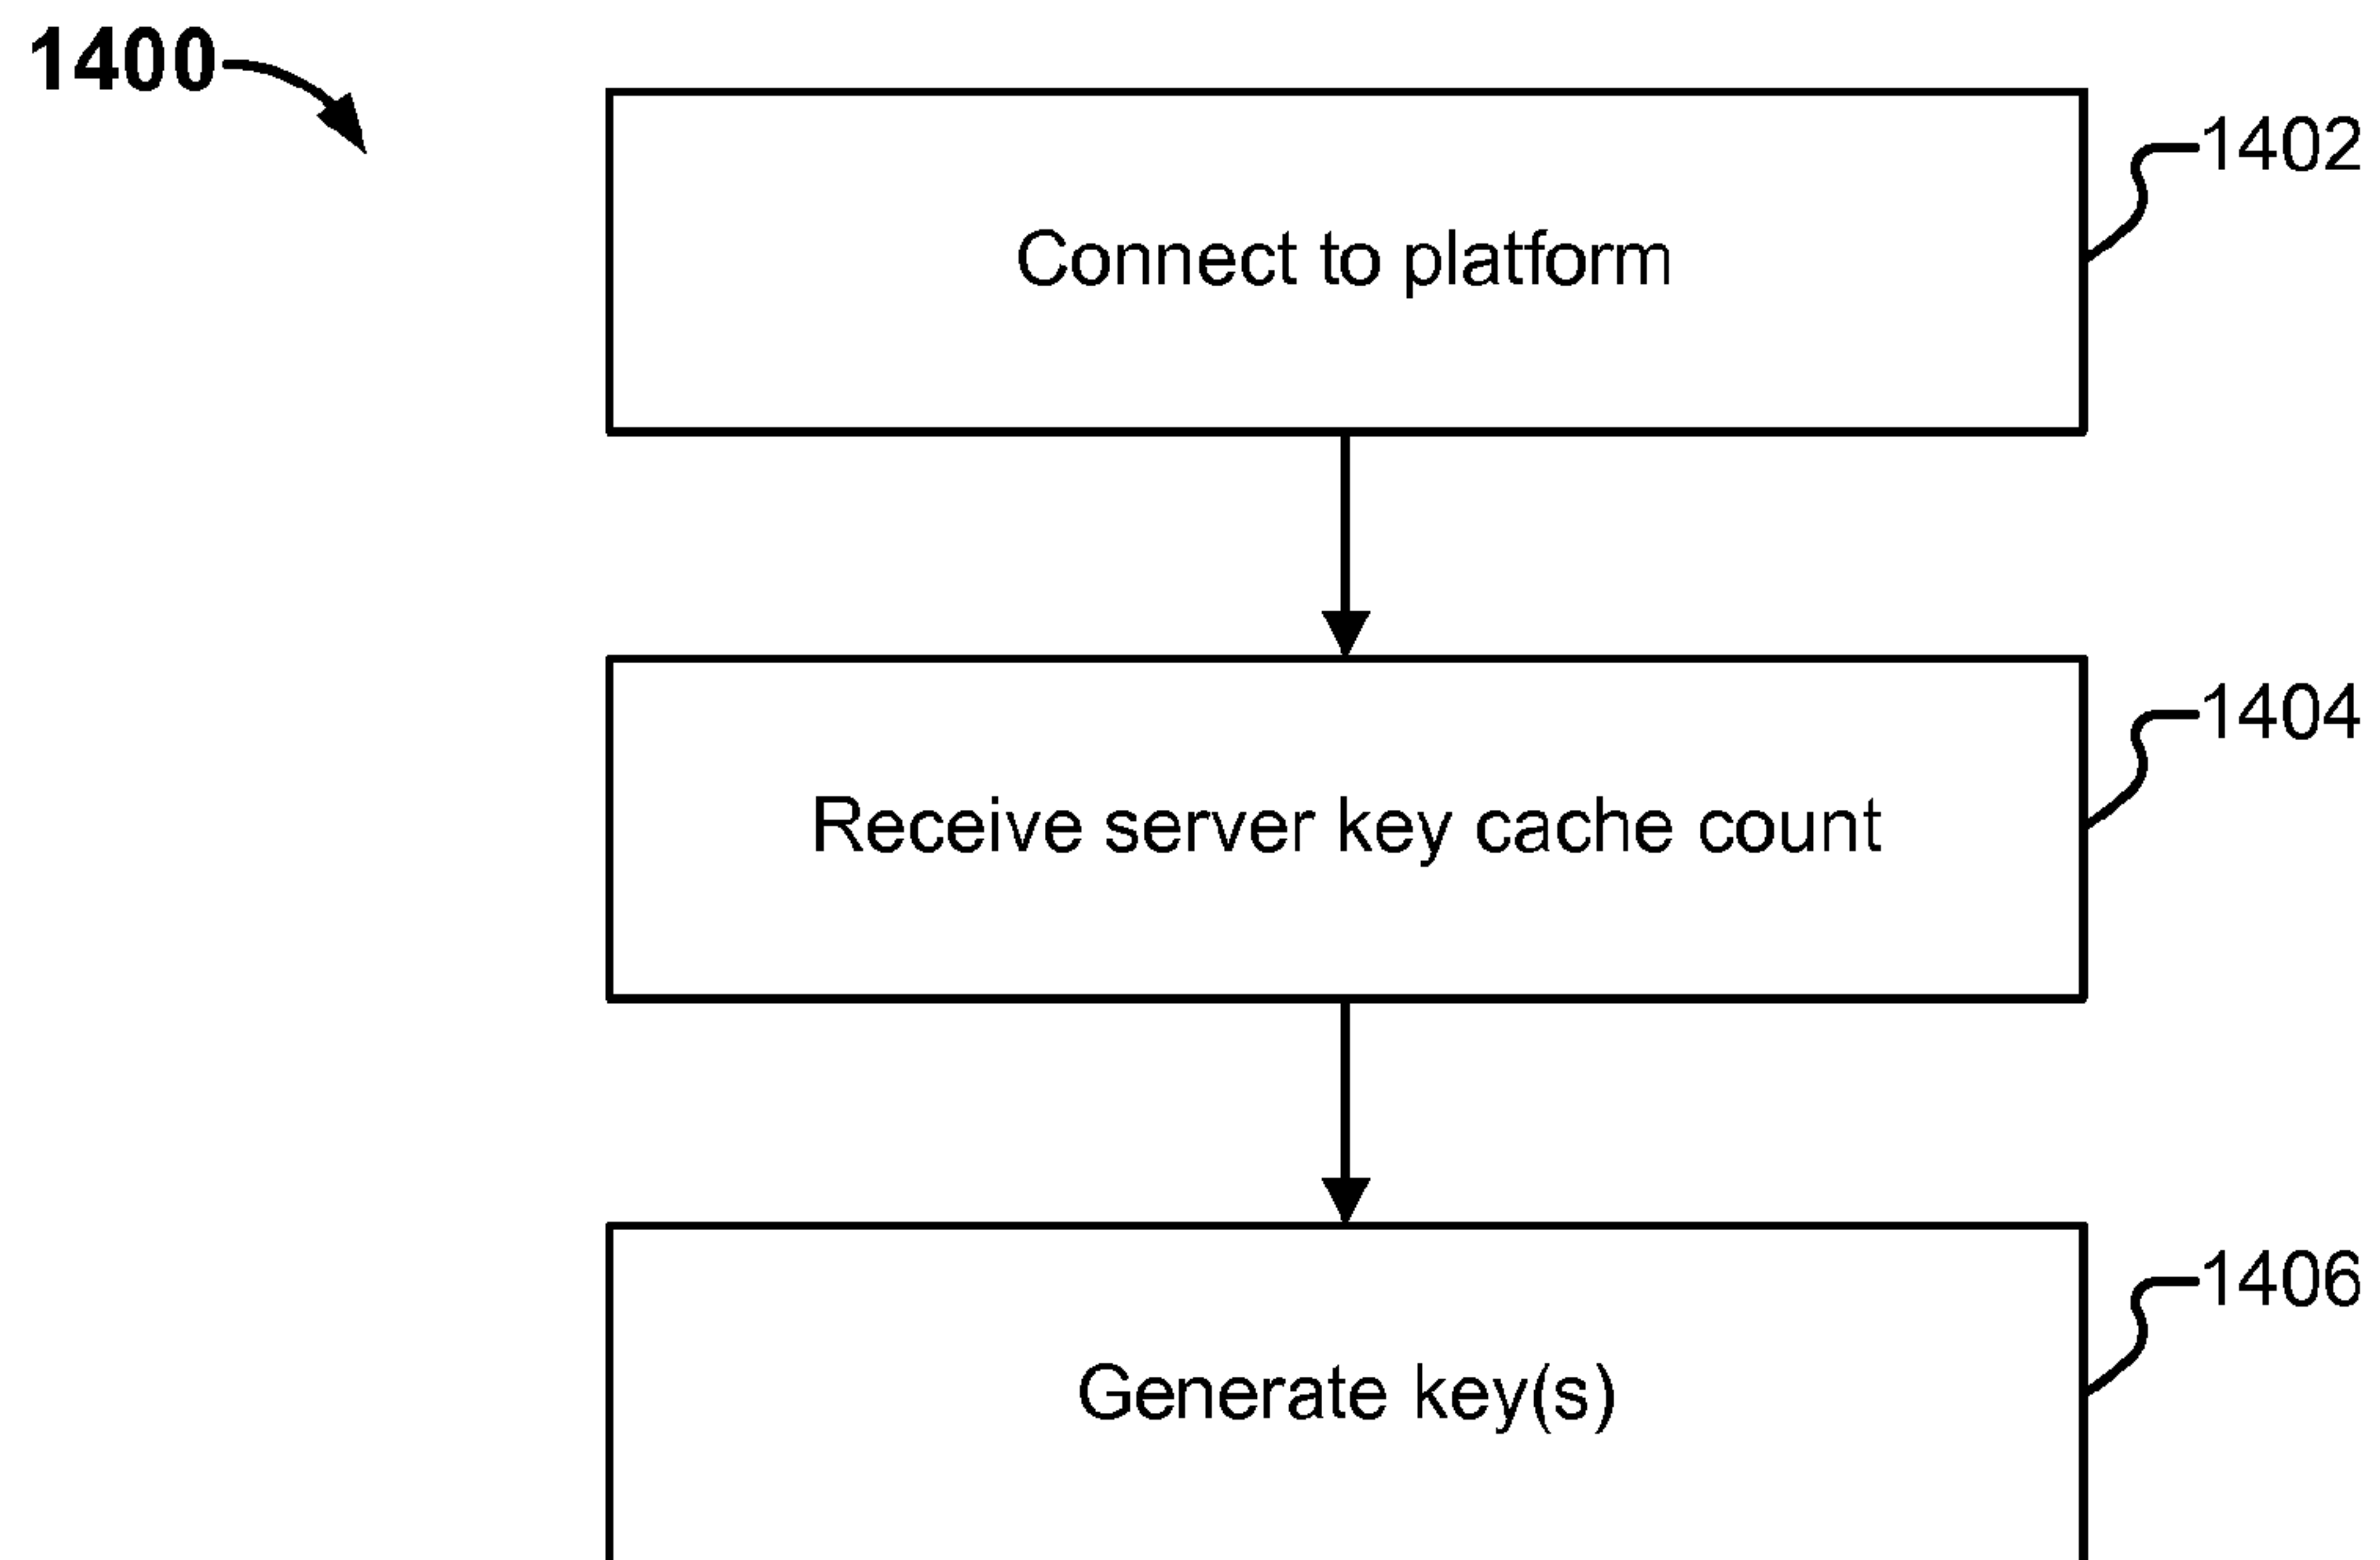 1400
1402
Connect to platform
1404
Receive server key cache count
1406
Generate key(s)